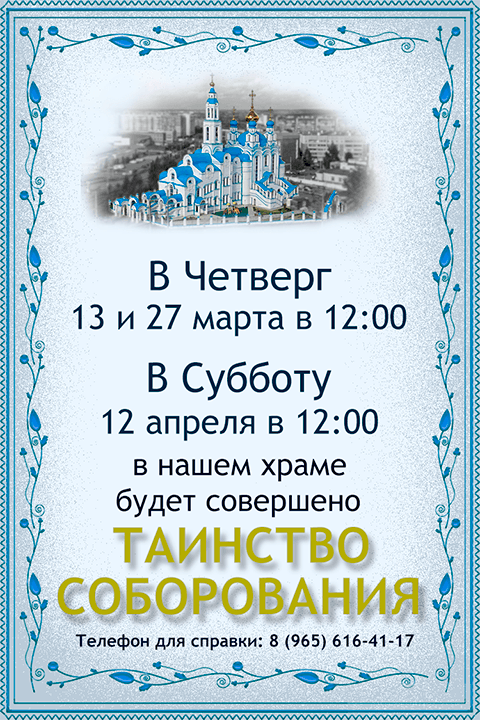 В Четверг
13 и 27 марта в 12:00
В Субботу
12 апреля в 12:00
в нашем храме
будет совершено
ТАИНСТВО
СОБОРОВАНИЯ
Телефон для справки: 8 (965) 616-41-17